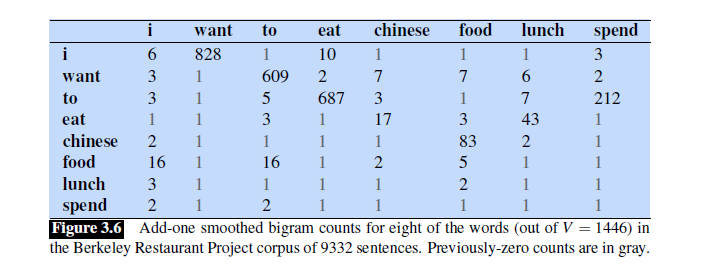 i want to eat chinese food lunch spend
i 6 828 1 10 1 1 1 3
want 3 1 609 2 7 7 6 2
to 3 1 5 687 3 1 7 212
eat 1 1 3 1 17 3 43 1
chinese 2 1 1 1 1 83 2 1
food 16 1 16 1 2 5 1 1
lunch 3 1 1 1 1 2 1 1
spend 2 1 2 1 1 1 1 1
Figure 3.6 Add-one smoothed bigram counts for eight of the words (out of V = 1446) in
the Berkeley Restaurant Project corpus of 9332 sentences. Previously-zero counts are in gray.